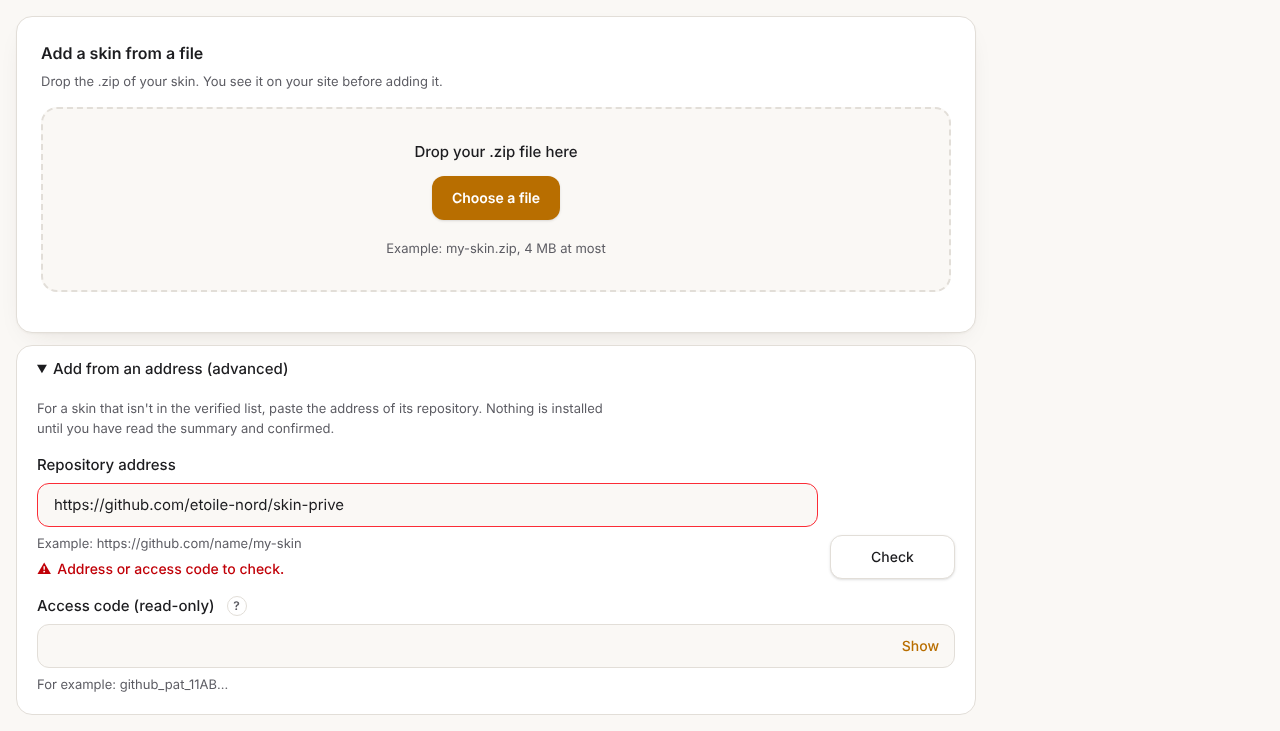 Add a skin from a file
Drop the .zip of your skin. You see it on your site before adding it.
Drop your .zip file here
Choose a file
Example: my-skin.zip, 4 MB at most
▼ Add from an address (advanced)
For a skin that isn't in the verified list, paste the address of its repository. Nothing is installed
until you have read the summary and confirmed.
Repository address
https://github.com/etoile-nord/skin-prive
Example: https://github.com/name/my-skin
Check
Address or access code to check.
Access code (read-only) ?
Show
For example: github_pat_11AB...